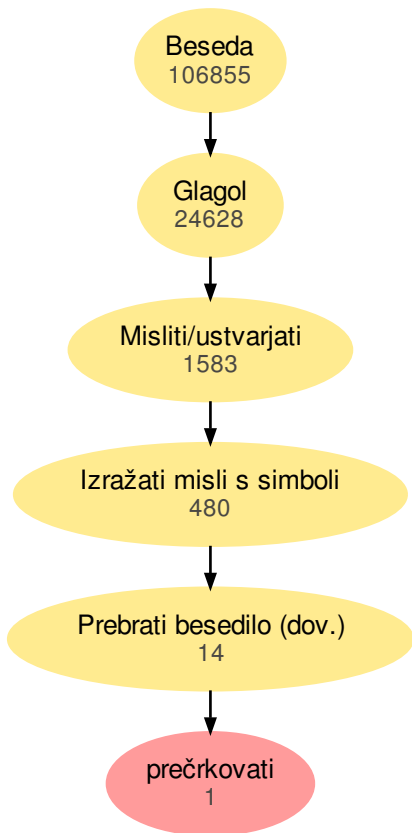 Beseda
106855
Glagol
24628
Misliti/ustvarjati
1583
Izražati misli s simboli
480
Prebrati besedilo (dov.)
14
prečrkovati
1